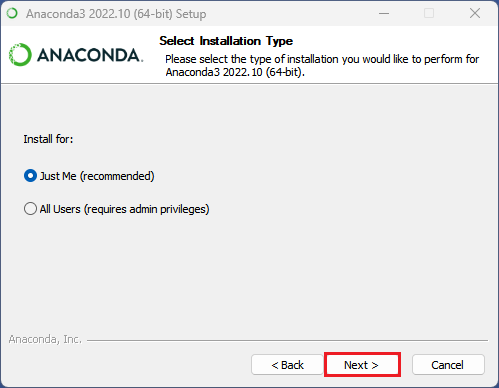 Anaconda3 2022.10 (64-bit) Setup
ANACONDA.
Select Installation Type
Please select the type of installation you would like to perform for
Anaconda3 2022.10 (64-bit).
Install for:
Just Me (recommended)
All Users (requires admin privileges)
Anaconda, Inc.
< Back
Next >
Cancel